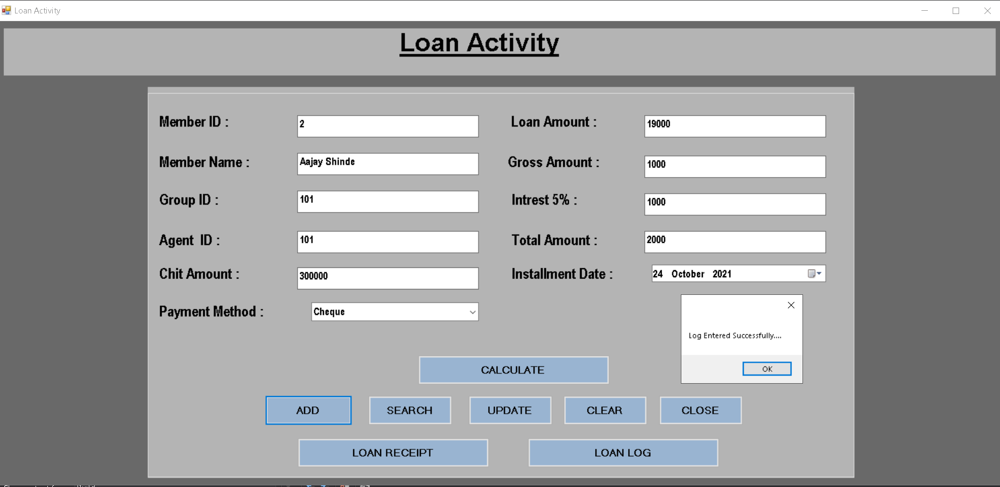 Loan Activity
Loan Activity
Member ID : 2
Loan Amount : 19000
Member Name : Aajay Shinde
Gross Amount : 1000
Group ID : 101
Intrest 5% : 1000
Agent ID : 101
Total Amount : 2000
Chit Amount : 300000
Installment Date : 24 October 2021
Payment Method : Cheque
Log Entered Successfully....
OK
CALCULATE
ADD SEARCH UPDATE CLEAR CLOSE
LOAN RECEIPT LOAN LOG